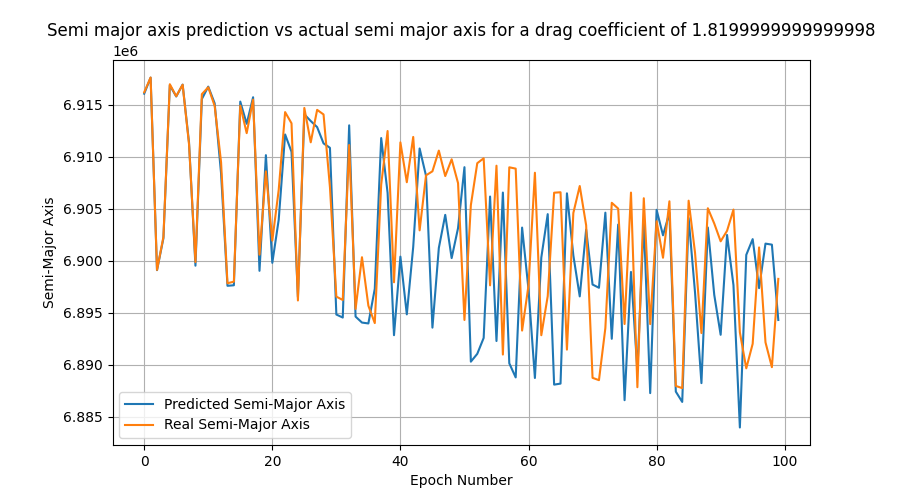 Semi major axis prediction vs actual semi major axis for a drag coefficient of 1.8199999999999998
1e6
6.915
6.910
6.905
6.900
6.895
6.890
6.885
Semi-Major Axis
Predicted Semi-Major Axis
Real Semi-Major Axis
0 20 40 60 80 100
Epoch Number